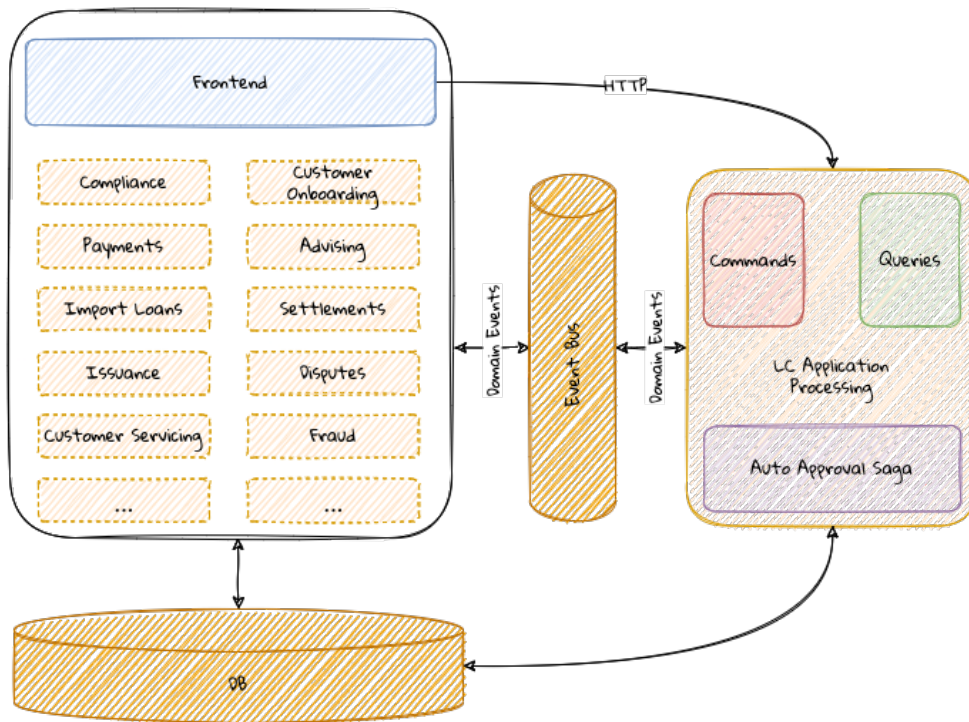 Frontend
HTTP
Compliance
Customer
Onboarding
Payments
Advising
Import Loans
Settlements
Issuance
Disputes
Customer Servicing
Fraud
...
...
Domain Events
Event Bus
Domain Events
Commands
Queries
LC Application
Processing
Auto Approval Saga
DB